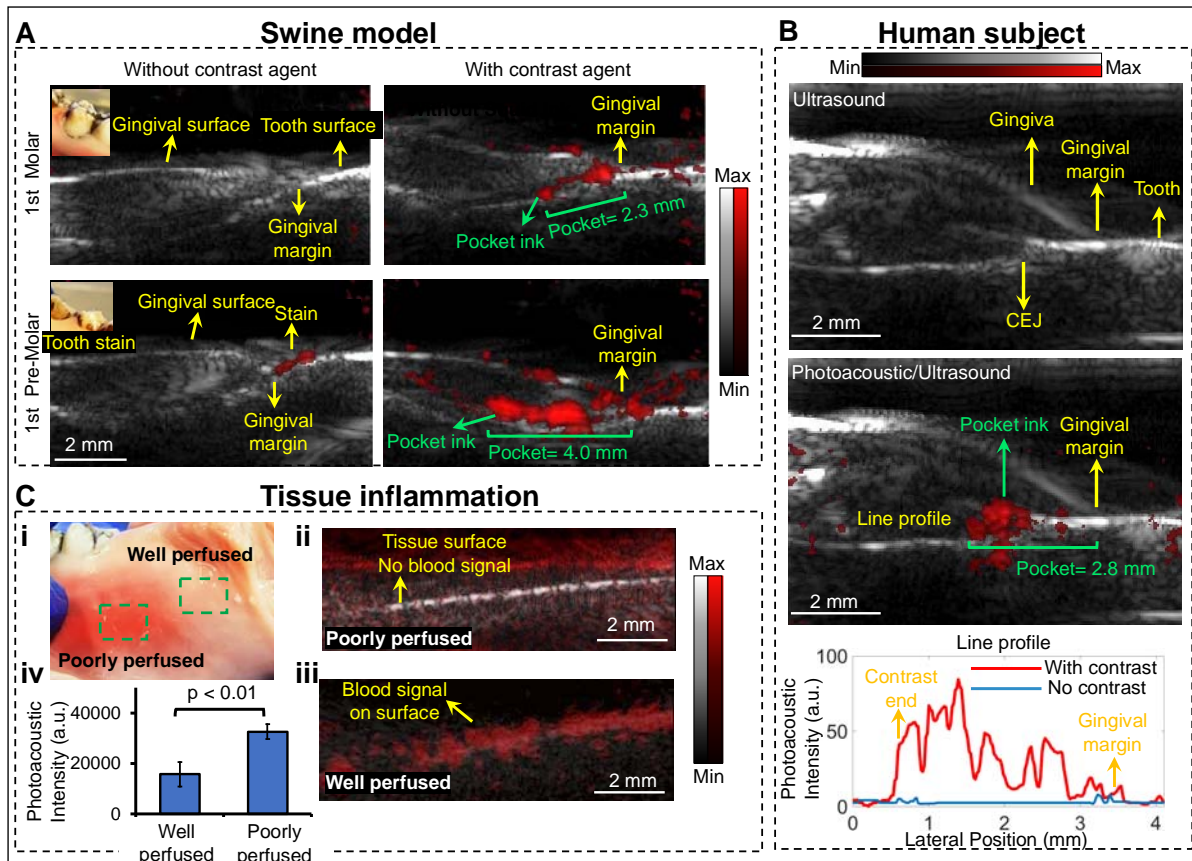 A
Swine model
Without contrast agent
With contrast agent
1st Molar
Gingival surface
Tooth surface
Gingival
margin
Gingival
margin
Pocket ink
Pocket= 2.3 mm
Max
Min
1st Pre-Molar
Tooth stain
Gingival surface
Stain
Gingival
margin
2 mm
Gingival
margin
Pocket ink
Pocket= 4.0 mm
B
Human subject
Min
Max
Ultrasound
Gingiva
Gingival
margin
Tooth
CEJ
2 mm
Photoacoustic/Ultrasound
Pocket ink
Gingival
margin
Line profile
Pocket= 2.8 mm
2 mm
Line profile
With contrast
No contrast
Contrast
end
Gingival
margin
Photoacoustic
Intensity (a.u.)
100
50
0
0
1
2
3
4
Lateral Position (mm)
C
Tissue inflammation
i
Well perfused
Poorly perfused
ii
Tissue surface
No blood signal
Poorly perfused
2 mm
iii
Blood signal
on surface
Well perfused
2 mm
Max
Min
iv
p < 0.01
Photoacoustic
Intensity (a.u.)
40000
20000
0
Well
perfused
Poorly
perfused